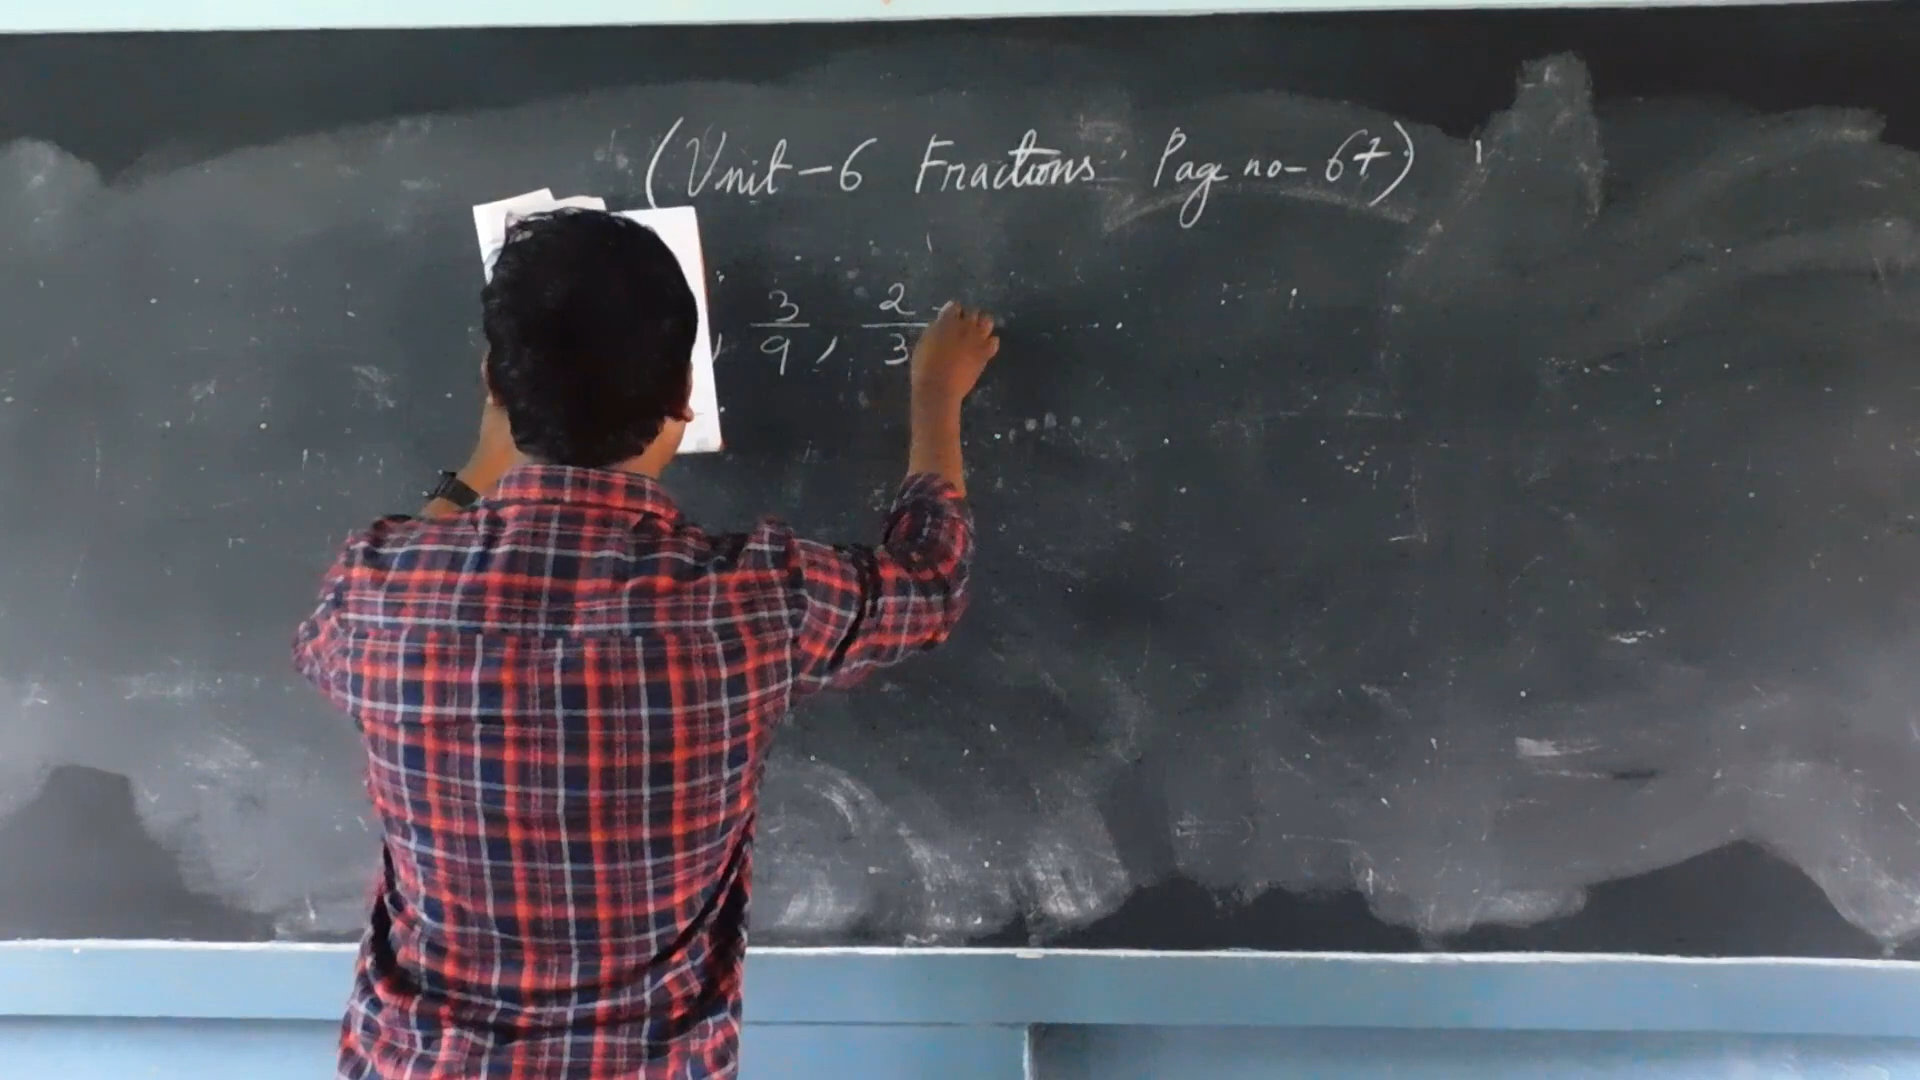 (Unit-6 Fractions Page no- 67)
, 3/9, 2/3